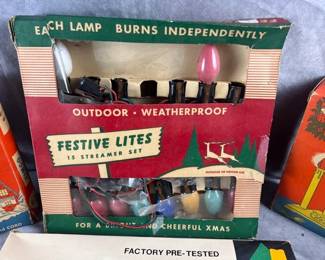 EACH LAMP BURNS INDEPENDENTLY
OUTDOOR - WEATHERPROOF
FESTIVE LITES
15 STREAMER SET
FOR A BRIGHT AND CHEERFUL XMAS
FACTORY PRE-TESTED